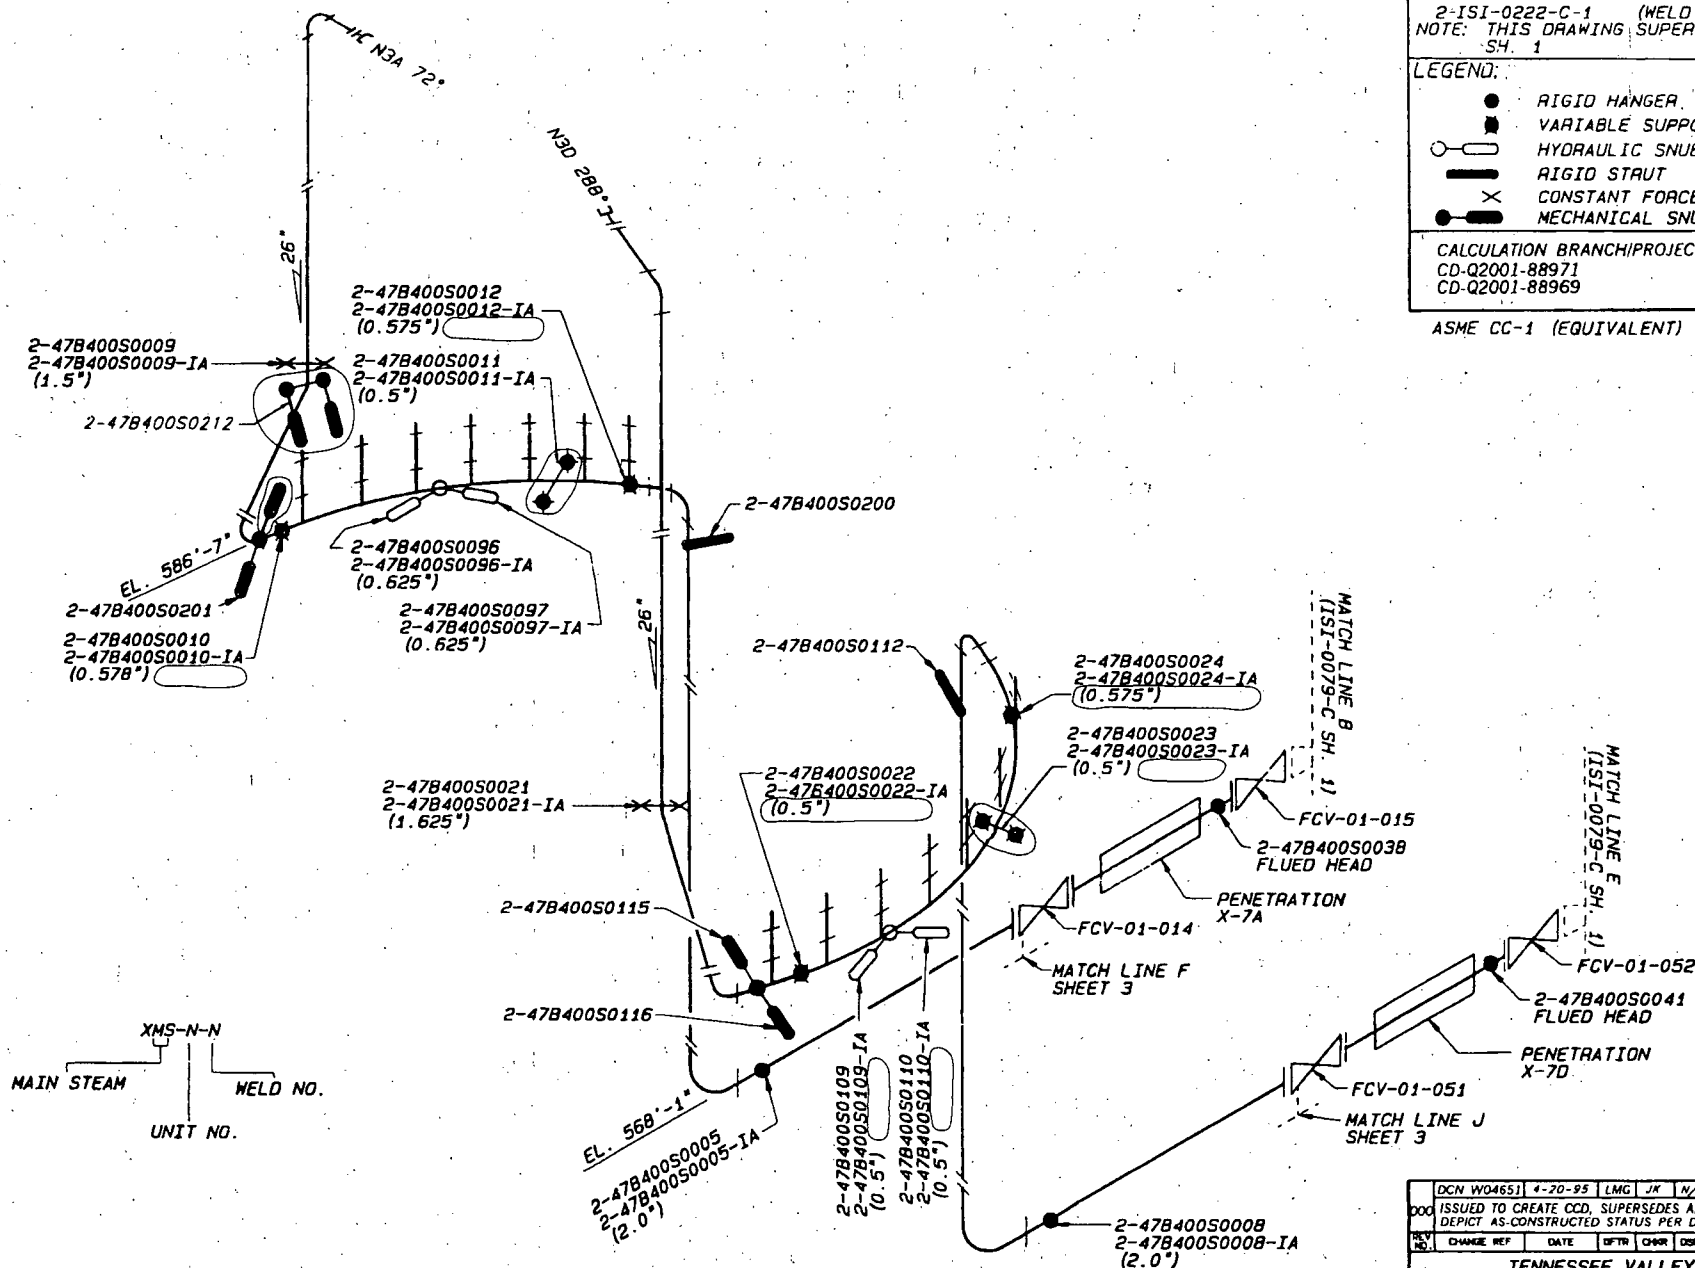 2-ISI-0222-C-1 (WELD
NOTE: THIS DRAWING SUPER
SH. 1
LEGEND:
RIGID HANGER
VARIABLE SUPPO
HYDRAULIC SNUB
RIGID STRUT
CONSTANT FORCE
MECHANICAL SNU
CALCULATION BRANCH/PROJEC
CD-Q2001-88971
CD-Q2001-88969
ASME CC-1 (EQUIVALENT)
N3A 72°
N3D 288°
26"
2-47B400S0012
2-47B400S0012-IA
(0.575")
2-47B400S0009
2-47B400S0009-IA
(1.5")
2-47B400S0011
2-47B400S0011-IA
(0.5")
2-47B400S0212
2-47B400S0200
EL. 586'-7"
2-47B400S0096
2-47B400S0096-IA
(0.625")
2-47B400S0201
2-47B400S0097
2-47B400S0097-IA
(0.625")
26"
2-47B400S0010
2-47B400S0010-IA
(0.578")
2-47B400S0112
2-47B400S0024
2-47B400S0024-IA
(0.575")
MATCH LINE B
(ISI-0079-C SH. 1)
2-47B400S0023
2-47B400S0023-IA
(0.5")
2-47B400S0022
2-47B400S0022-IA
(0.5")
2-47B400S0021
2-47B400S0021-IA
(1.625")
MATCH LINE E
(ISI-0079-C SH. 1)
FCV-01-015
2-47B400S0038
FLUED HEAD
PENETRATION
X-7A
2-47B400S0115
FCV-01-014
MATCH LINE F
SHEET 3
FCV-01-052
2-47B400S0041
FLUED HEAD
2-47B400S0116
PENETRATION
X-7D
XMS-N-N
MAIN STEAM
WELD NO.
UNIT NO.
FCV-01-051
MATCH LINE J
SHEET 3
EL. 568'-1"
2-47B400S0005
2-47B400S0005-IA
(2.0")
2-47B400S0109
2-47B400S0109-IA
(0.5")
2-47B400S0110
2-47B400S0110-IA
(0.5")
2-47B400S0008
2-47B400S0008-IA
(2.0")
DCN W04651 4-20-95 LMG JK N/
000 ISSUED TO CREATE CCD, SUPERSEDES A
DEPICT AS-CONSTRUCTED STATUS PER D
REV NO. CHANGE REF DATE DFTR CHKR DS
TENNESSEE VALLEY